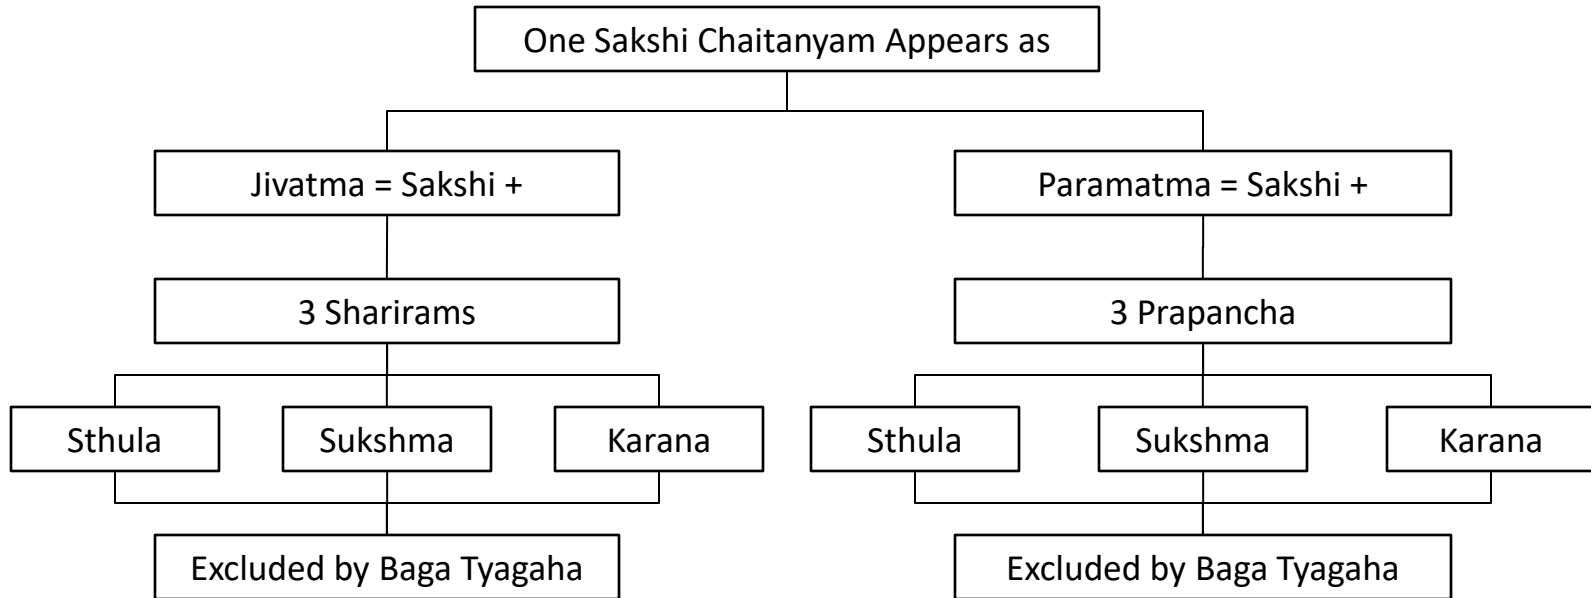 One Sakshi Chaitanyam Appears as
Jivatma = Sakshi +
Paramatma = Sakshi +
3 Sharirams
3 Prapancha
Sthula
Sukshma
Karana
Sthula
Sukshma
Karana
Excluded by Baga Tyagaha
Excluded by Baga Tyagaha